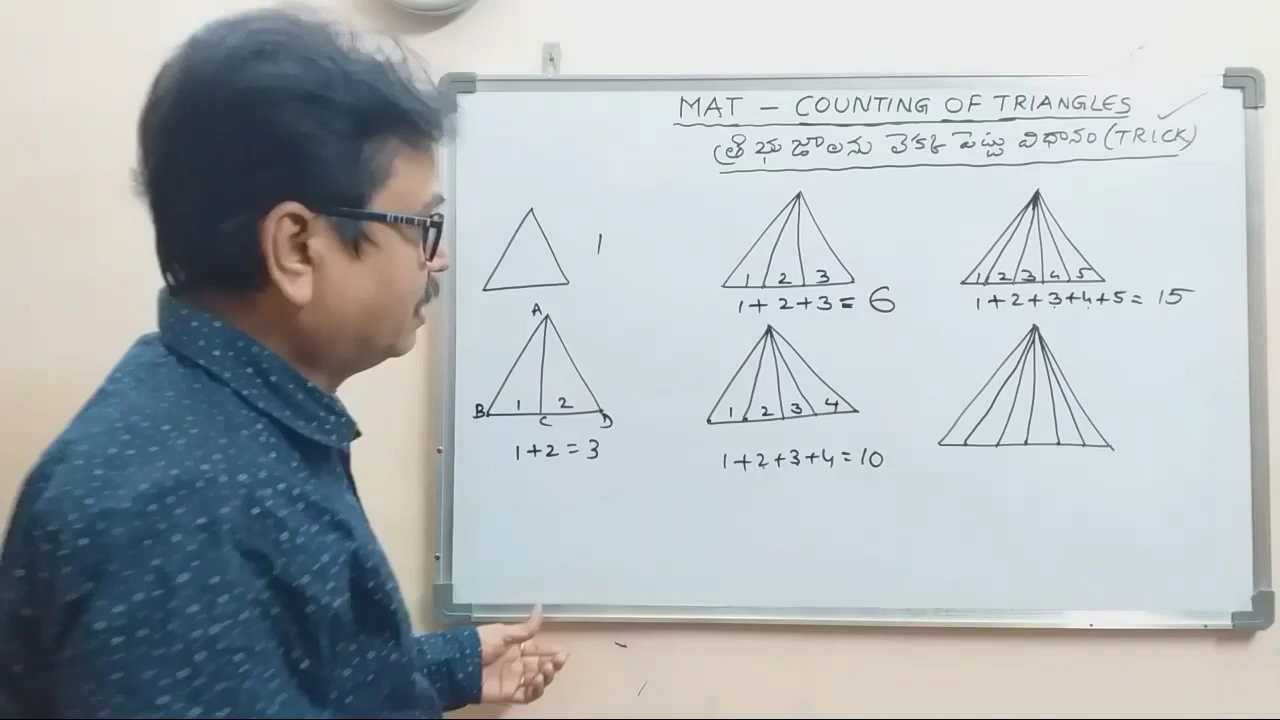 MAT - COUNTING OF TRIANGLES
త్రిభుజాలను లెక్క పెట్టు విధానం (TRICK)
1
A
1 2
B C D
1+2=3
1 2 3
1+2+3=6
1 2 3 4
1+2+3+4=10
1 2 3 4 5
1+2+3+4+5=15